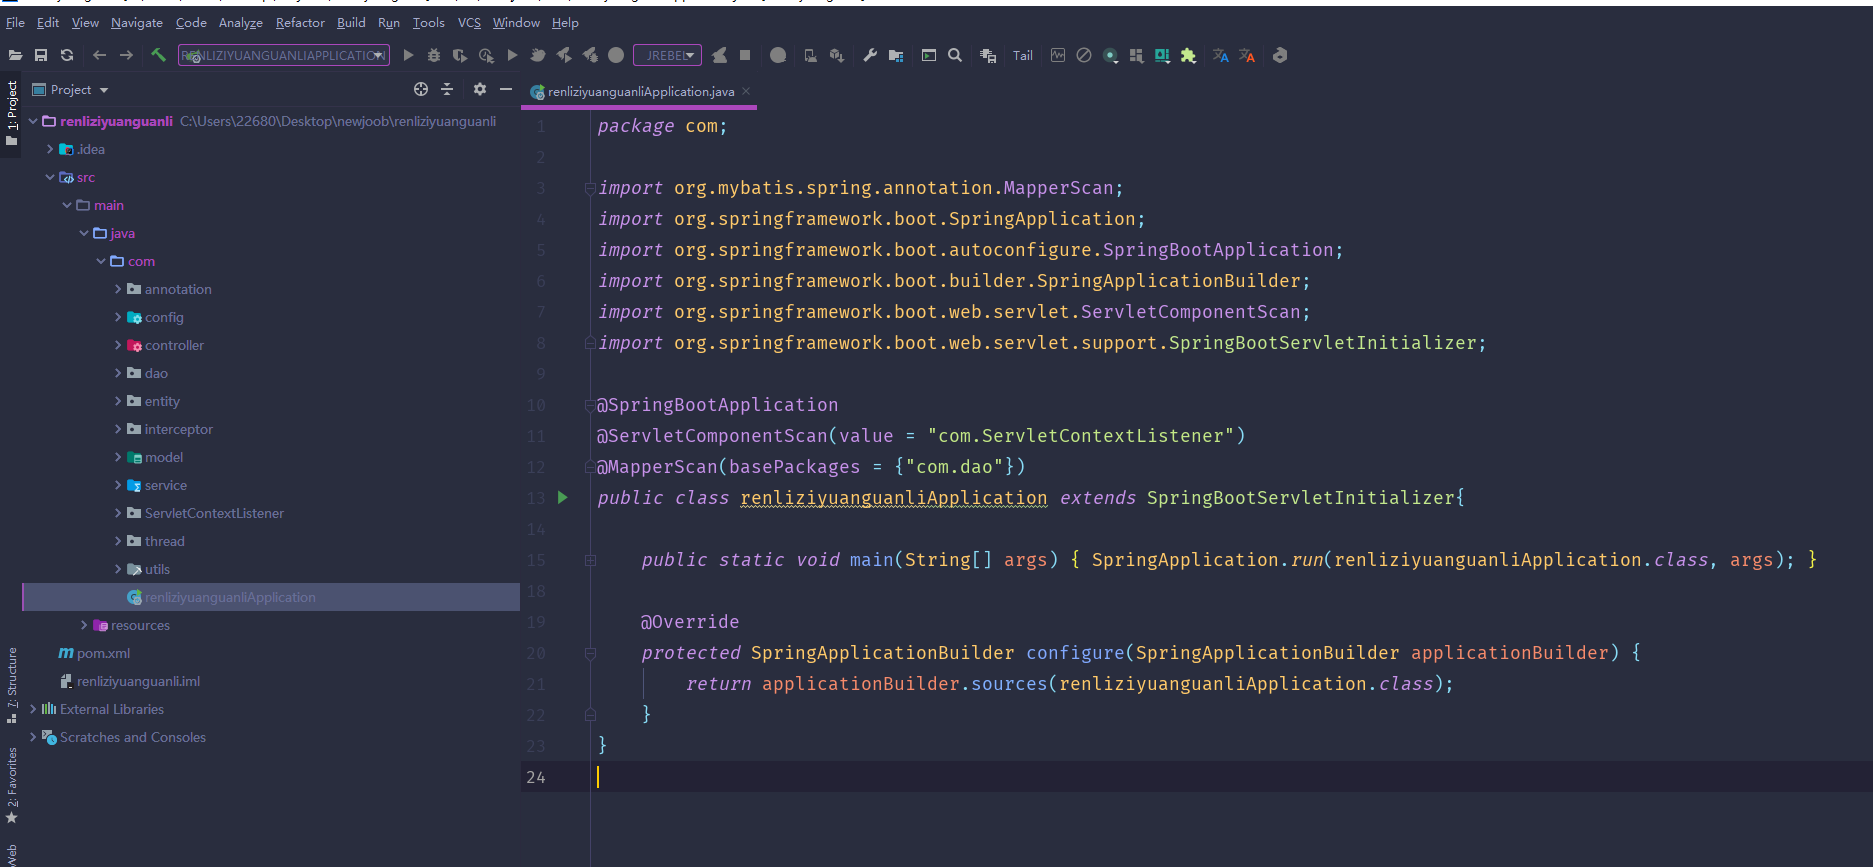 File Edit View Navigate Code Analyze Refactor Build Run Tools VCS Window Help
RENLIZIYUANGUANLIAPPLICATION JREBEL Tail
1: Project
Project
renliziyuanguanli C:\Users\22680\Desktop\newjoob\renliziyuanguanli
.idea
src
main
java
com
annotation
config
controller
dao
entity
interceptor
model
service
ServletContextListener
thread
utils
renliziyuanguanliApplication
resources
pom.xml
renliziyuanguanli.iml
External Libraries
Scratches and Consoles
7: Structure
2: Favorites
Web
renliziyuanguanliApplication.java
1 package com;
2
3 import org.mybatis.spring.annotation.MapperScan;
4 import org.springframework.boot.SpringApplication;
5 import org.springframework.boot.autoconfigure.SpringBootApplication;
6 import org.springframework.boot.builder.SpringApplicationBuilder;
7 import org.springframework.boot.web.servlet.ServletComponentScan;
8 import org.springframework.boot.web.servlet.support.SpringBootServletInitializer;
9
10 @SpringBootApplication
11 @ServletComponentScan(value = "com.ServletContextListener")
12 @MapperScan(basePackages = {"com.dao"})
13 public class renliziyuanguanliApplication extends SpringBootServletInitializer{
14
15 public static void main(String[] args) { SpringApplication.run(renliziyuanguanliApplication.class, args); }
18
19 @Override
20 protected SpringApplicationBuilder configure(SpringApplicationBuilder applicationBuilder) {
21 return applicationBuilder.sources(renliziyuanguanliApplication.class);
22 }
23 }
24